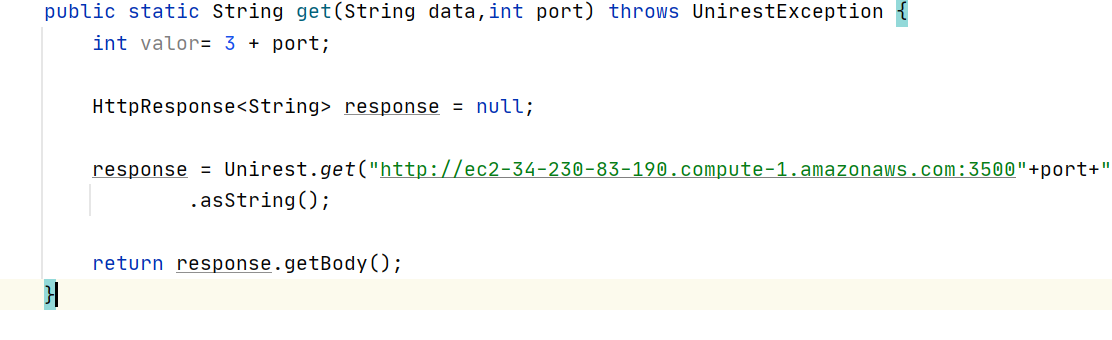 public static String get(String data,int port) throws UnirestException {
int valor= 3 + port;
HttpResponse<String> response = null;
response = Unirest.get("http://ec2-34-230-83-190.compute-1.amazonaws.com:3500"+port+"
.asString();
return response.getBody();
}